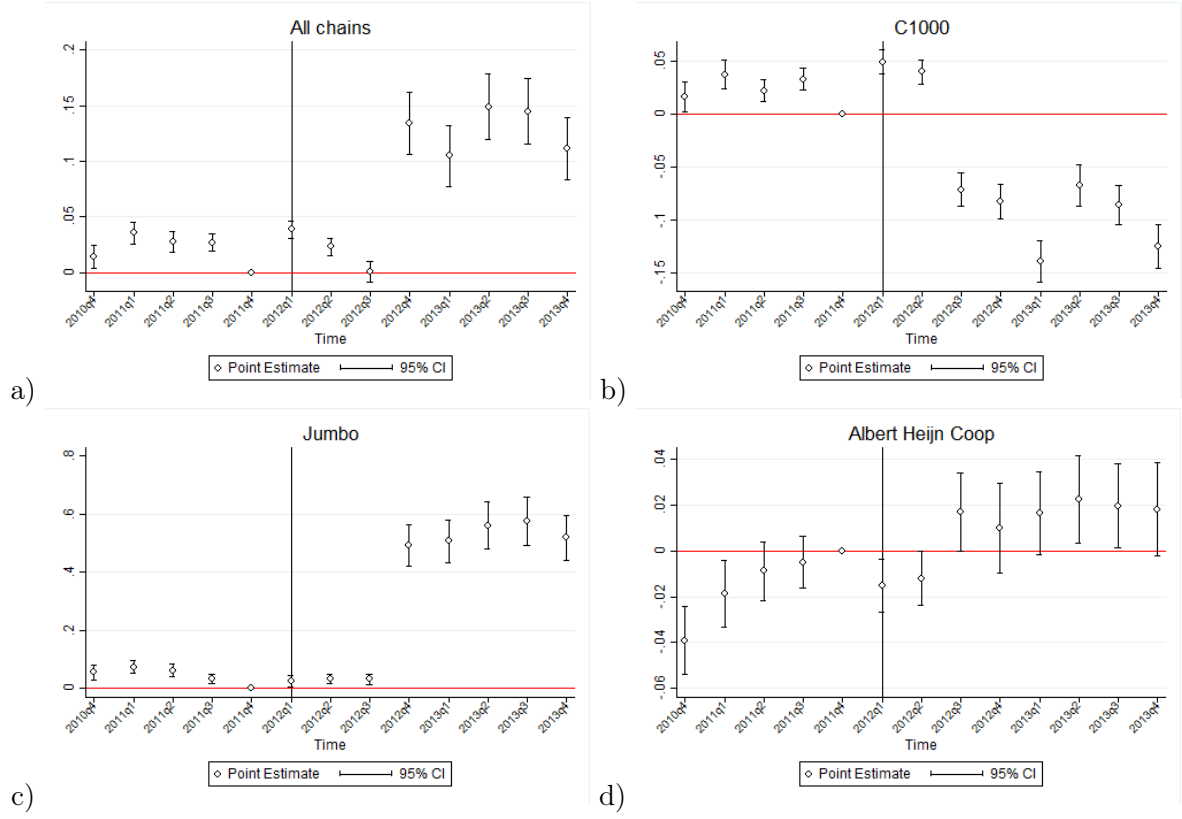 All chains
.2
.15
.1
.05
0
2010q4 2011q1 2011q2 2011q3 2011q4 2012q1 2012q2 2012q3 2012q4 2013q1 2013q2 2013q3 2013q4
Time
Point Estimate 95% CI
a)
C1000
.05
0
-.05
-.1
-.15
2010q4 2011q1 2011q2 2011q3 2011q4 2012q1 2012q2 2012q3 2012q4 2013q1 2013q2 2013q3 2013q4
Time
Point Estimate 95% CI
b)
Jumbo
.8
.6
.4
.2
0
2010q4 2011q1 2011q2 2011q3 2011q4 2012q1 2012q2 2012q3 2012q4 2013q1 2013q2 2013q3 2013q4
Time
Point Estimate 95% CI
c)
Albert Heijn Coop
.04
.02
0
-.02
-.04
-.06
2010q4 2011q1 2011q2 2011q3 2011q4 2012q1 2012q2 2012q3 2012q4 2013q1 2013q2 2013q3 2013q4
Time
Point Estimate 95% CI
d)